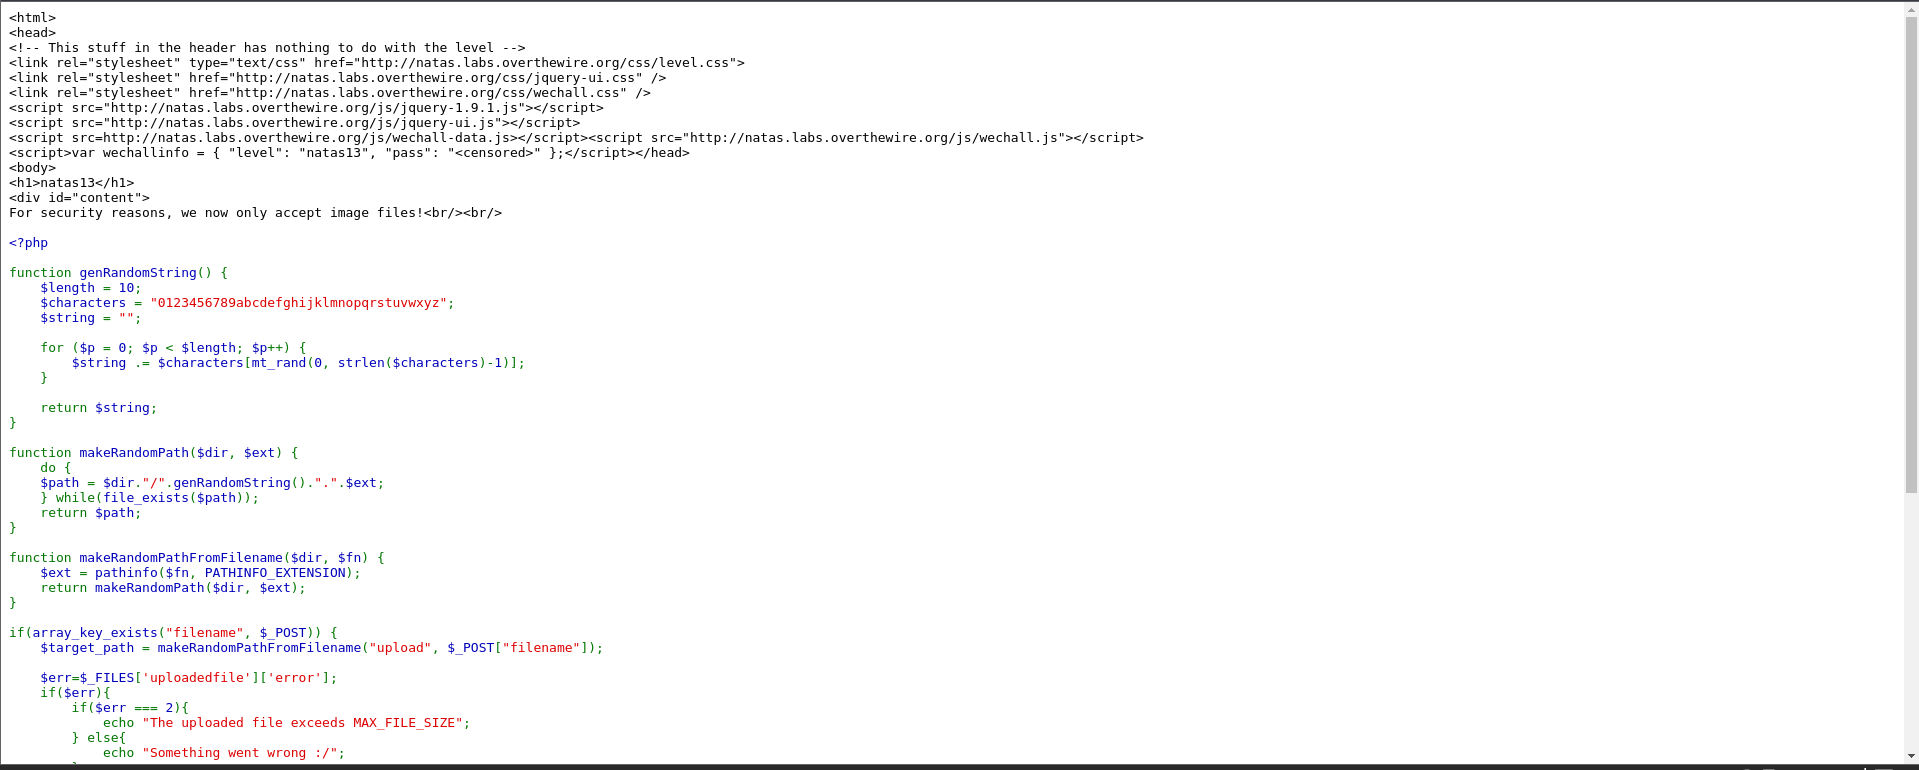 <html>
<head>
<!-- This stuff in the header has nothing to do with the level -->
<link rel="stylesheet" type="text/css" href="http://natas.labs.overthewire.org/css/level.css">
<link rel="stylesheet" href="http://natas.labs.overthewire.org/css/jquery-ui.css" />
<link rel="stylesheet" href="http://natas.labs.overthewire.org/css/wechall.css" />
<script src="http://natas.labs.overthewire.org/js/jquery-1.9.1.js"></script>
<script src="http://natas.labs.overthewire.org/js/jquery-ui.js"></script>
<script src=http://natas.labs.overthewire.org/js/wechall-data.js></script><script src="http://natas.labs.overthewire.org/js/wechall.js"></script>
<script>var wechallinfo = { "level": "natas13", "pass": "<censored>" };</script></head>
<body>
<h1>natas13</h1>
<div id="content">
For security reasons, we now only accept image files!<br/><br/>

<?php

function genRandomString() {
    $length = 10;
    $characters = "0123456789abcdefghijklmnopqrstuvwxyz";
    $string = "";

    for ($p = 0; $p < $length; $p++) {
        $string .= $characters[mt_rand(0, strlen($characters)-1)];
    }

    return $string;
}

function makeRandomPath($dir, $ext) {
    do {
    $path = $dir."/".genRandomString().".".$ext;
    } while(file_exists($path));
    return $path;
}

function makeRandomPathFromFilename($dir, $fn) {
    $ext = pathinfo($fn, PATHINFO_EXTENSION);
    return makeRandomPath($dir, $ext);
}

if(array_key_exists("filename", $_POST)) {
    $target_path = makeRandomPathFromFilename("upload", $_POST["filename"]);

    $err=$_FILES['uploadedfile']['error'];
    if($err){
        if($err === 2){
            echo "The uploaded file exceeds MAX_FILE_SIZE";
        } else{
            echo "Something went wrong :/";